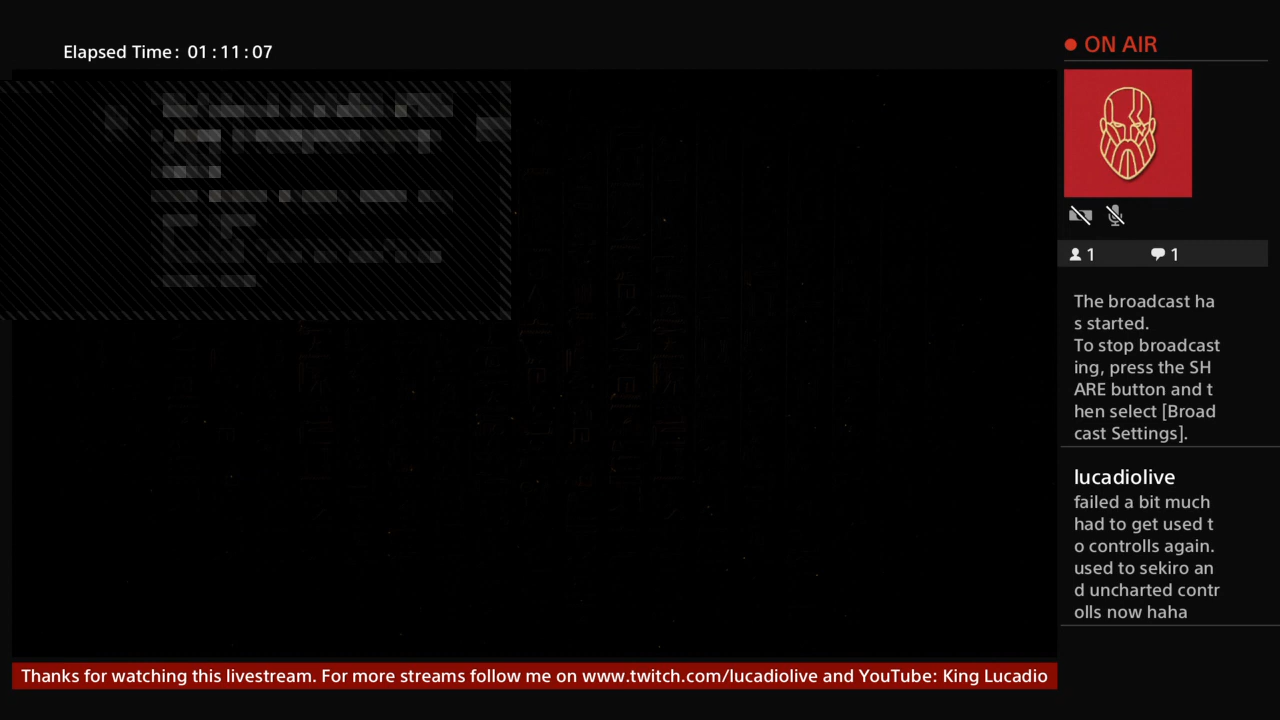 Elapsed Time: 01:11:07
ON AIR
1
1
The broadcast ha
s started.
To stop broadcast
ing, press the SH
ARE button and t
hen select [Broad
cast Settings].
lucadiolive
failed a bit much
had to get used t
o controlls again.
used to sekiro an
d uncharted contr
olls now haha
Thanks for watching this livestream. For more streams follow me on www.twitch.com/lucadiolive and YouTube: King Lucadio